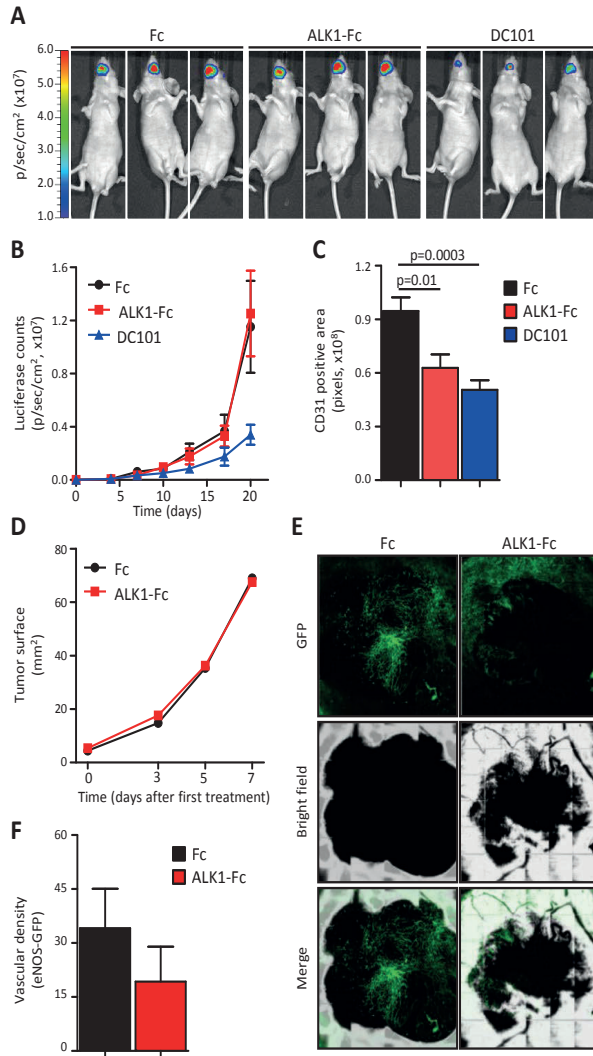 A
Fc ALK1-Fc DC101
p/sec/cm² (x10⁷)
6.0
5.0
4.0
3.0
2.0
1.0
B
Luciferase counts
(p/sec/cm², x10⁷)
1.6
1.2
0.8
0.4
0.0
Fc
ALK1-Fc
DC101
0 5 10 15 20
Time (days)
C
CD31 positive area
(pixels, x10⁸)
1.2
0.9
0.6
0.3
0.0
p=0.0003
p=0.01
Fc
ALK1-Fc
DC101
D
Tumor surface
(mm²)
80
60
40
20
0
Fc
ALK1-Fc
0 3 5 7
Time (days after first treatment)
E
Fc ALK1-Fc
GFP
Bright field
Merge
F
Vascular density
(eNOS-GFP)
60
45
30
15
0
Fc
ALK1-Fc